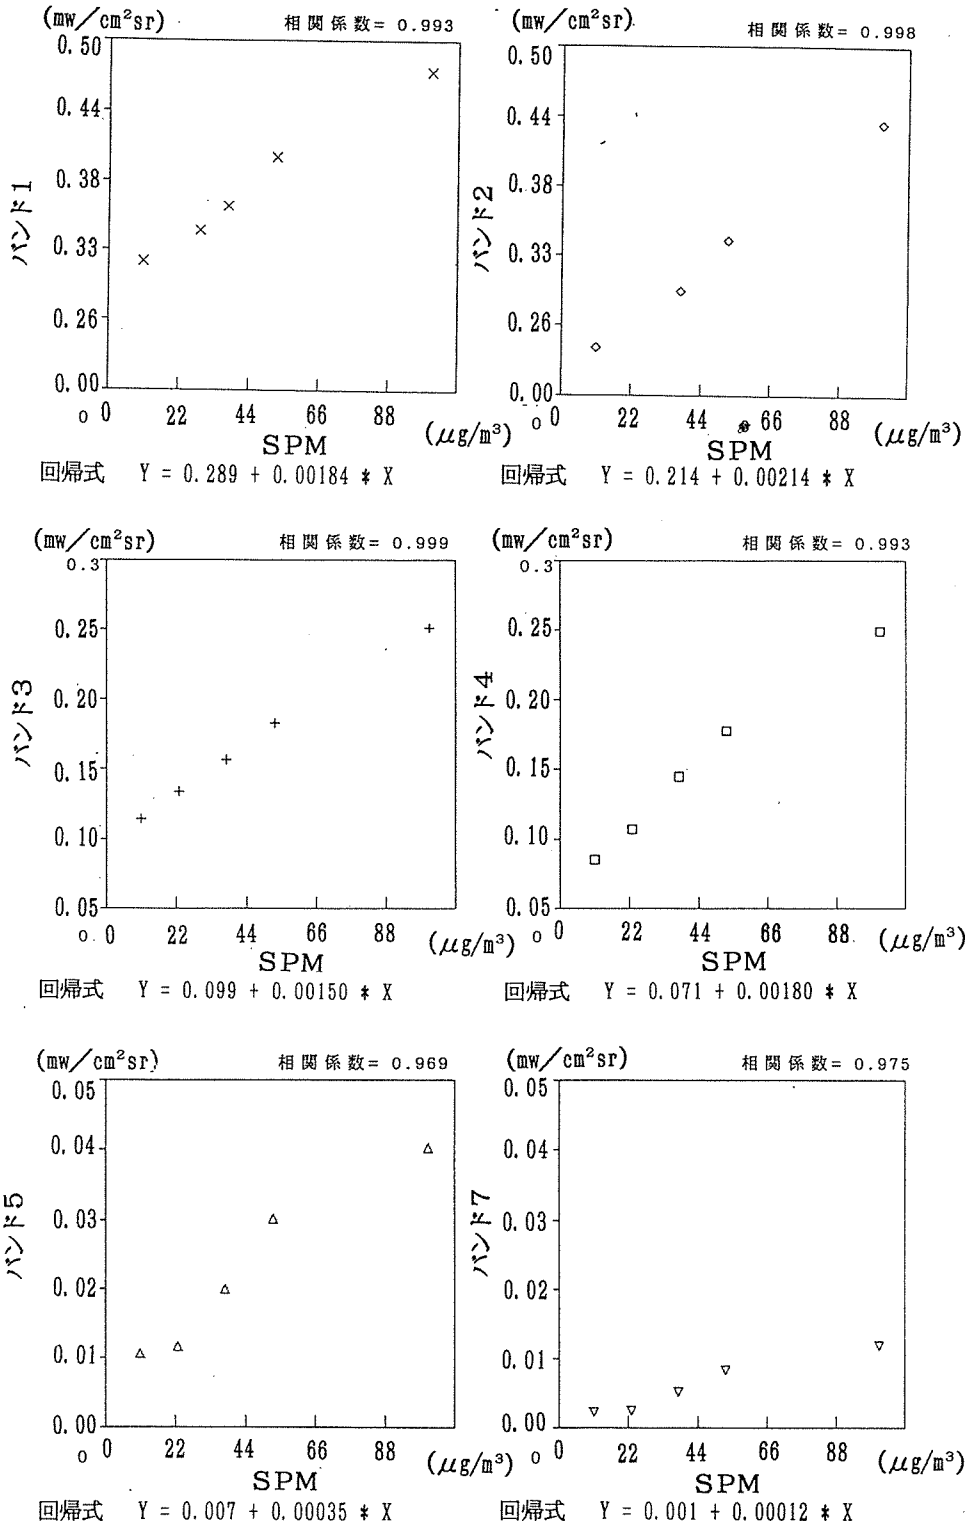 (mw/cm²sr) 相関係数= 0.993
0.50
0.44
0.38
0.33
0.26
0.00
バンド1
0 0 22 44 66 88 (μg/m³)
SPM
回帰式 Y = 0.289 + 0.00184 * X
(mw/cm²sr) 相関係数= 0.998
0.50
0.44
0.38
0.33
0.26
0.00
バンド2
0 0 22 44 66 88 (μg/m³)
SPM
回帰式 Y = 0.214 + 0.00214 * X
(mw/cm²sr) 相関係数= 0.999
0.3
0.25
0.20
0.15
0.10
0.05
バンド3
0 0 22 44 66 88 (μg/m³)
SPM
回帰式 Y = 0.099 + 0.00150 * X
(mw/cm²sr) 相関係数= 0.993
0.3
0.25
0.20
0.15
0.10
0.05
バンド4
0 0 22 44 66 88 (μg/m³)
SPM
回帰式 Y = 0.071 + 0.00180 * X
(mw/cm²sr) 相関係数= 0.969
0.05
0.04
0.03
0.02
0.01
0.00
バンド5
0 0 22 44 66 88 (μg/m³)
SPM
回帰式 Y = 0.007 + 0.00035 * X
(mw/cm²sr) 相関係数= 0.975
0.05
0.04
0.03
0.02
0.01
0.00
バンド7
0 0 22 44 66 88 (μg/m³)
SPM
回帰式 Y = 0.001 + 0.00012 * X